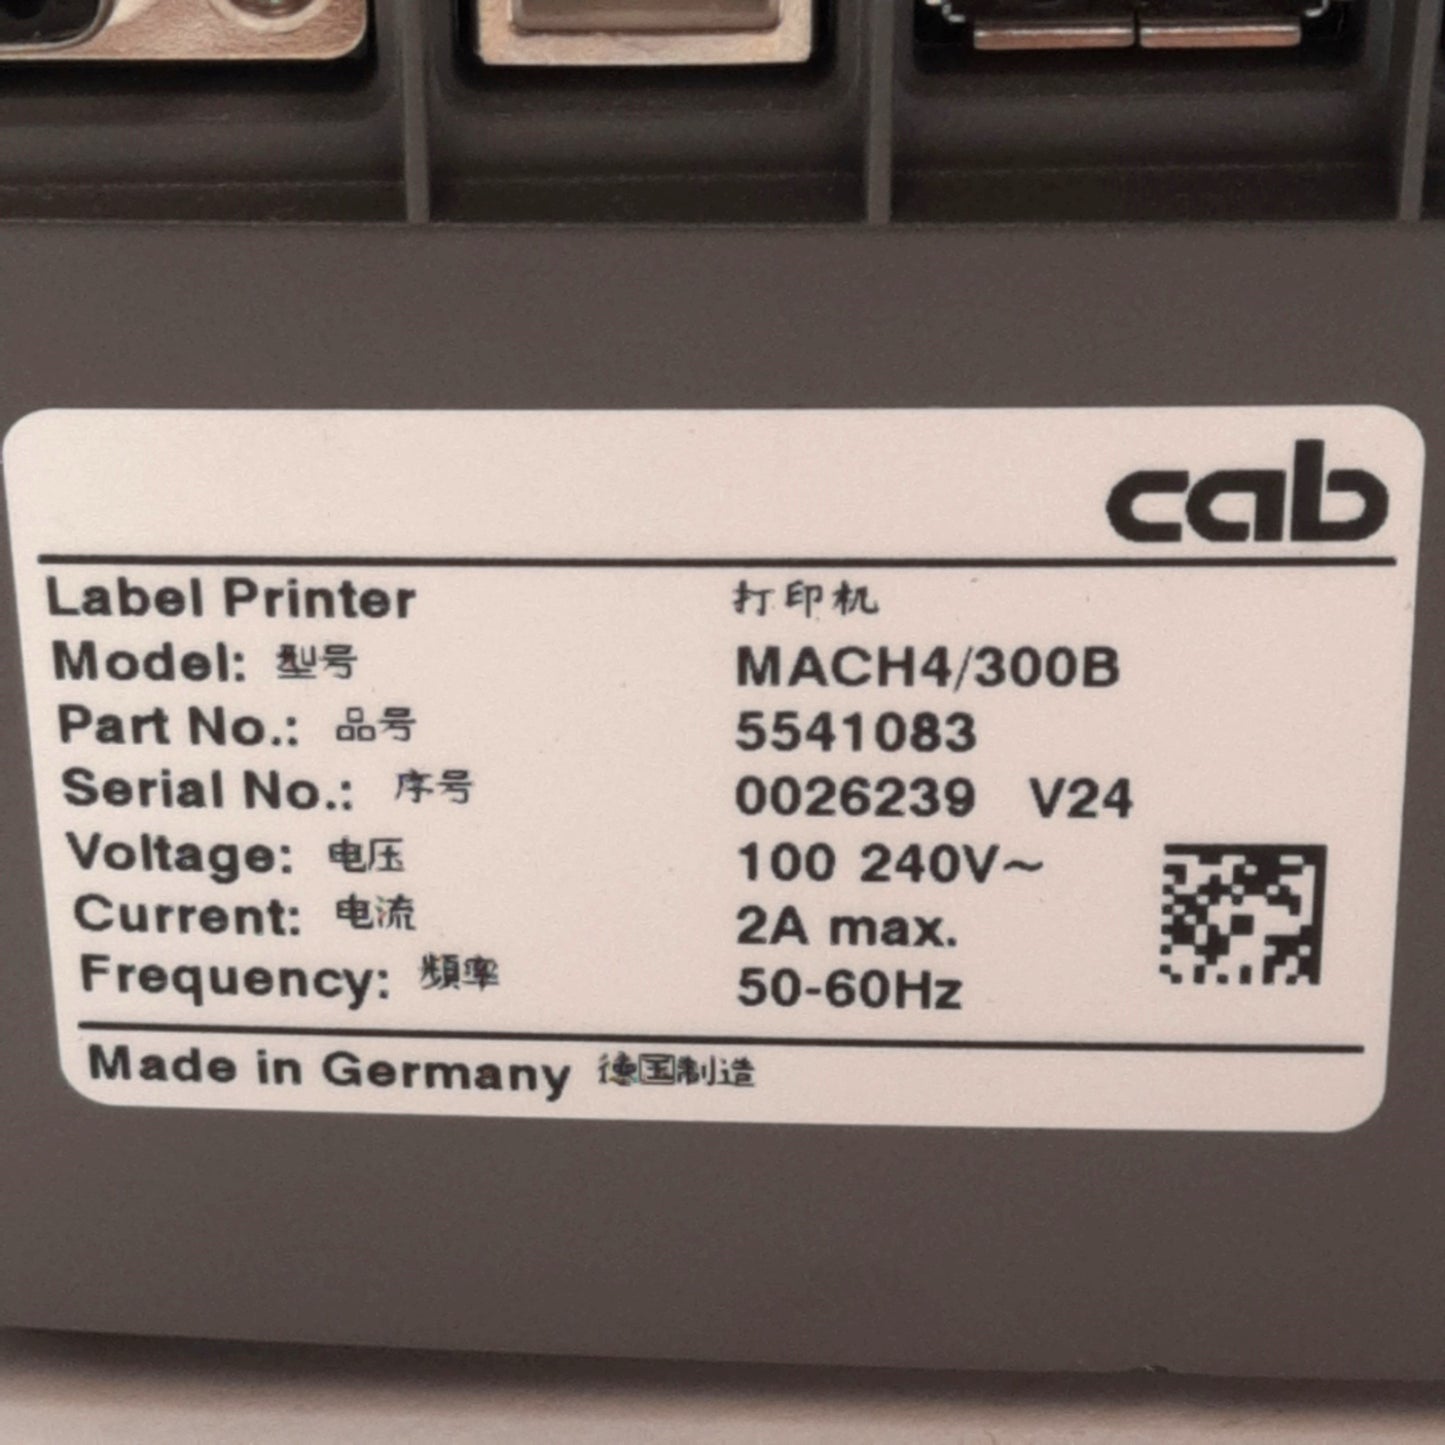 cab
Label Printer 打印机
Model: 型号 MACH4/300B
Part No.: 品号 5541083
Serial No.: 序号 0026239 V24
Voltage: 电压 100 240V~
Current: 电流 2A max.
Frequency: 頻率 50-60Hz
Made in Germany 德国制造